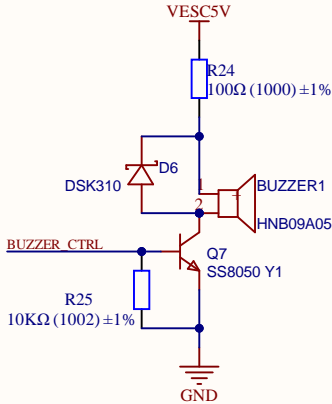 VESC5V
R24
100Ω (1000) ±1%
D6
DSK310
1
BUZZER1
+
2
HNB09A05
BUZZER_CTRL
Q7
SS8050 Y1
R25
10KΩ (1002) ±1%
GND